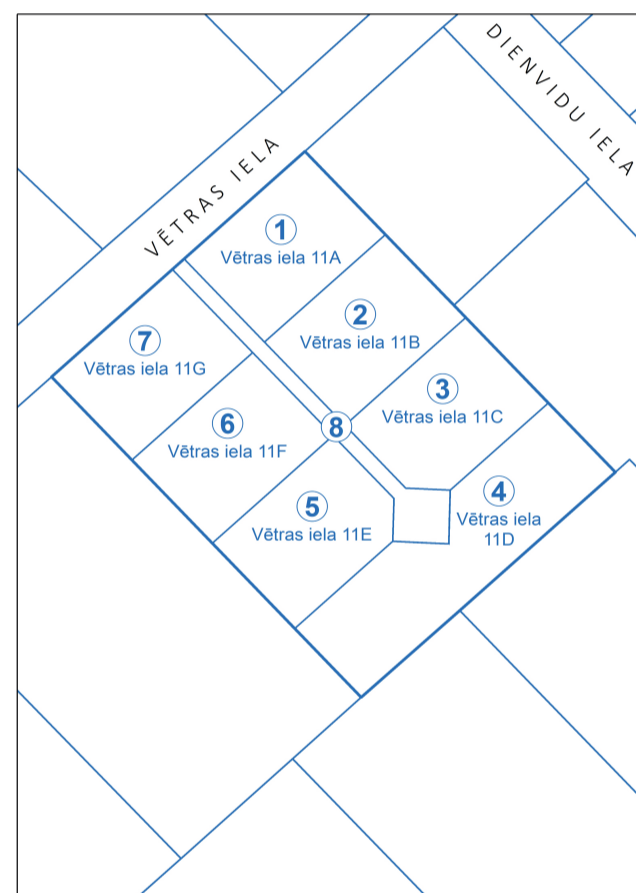 DIENVIDU IELA
VĒTRAS IELA
1
Vētras iela 11A
2
Vētras iela 11B
7
Vētras iela 11G
3
Vētras iela 11C
6
Vētras iela 11F
8
4
Vētras iela
11D
5
Vētras iela 11E